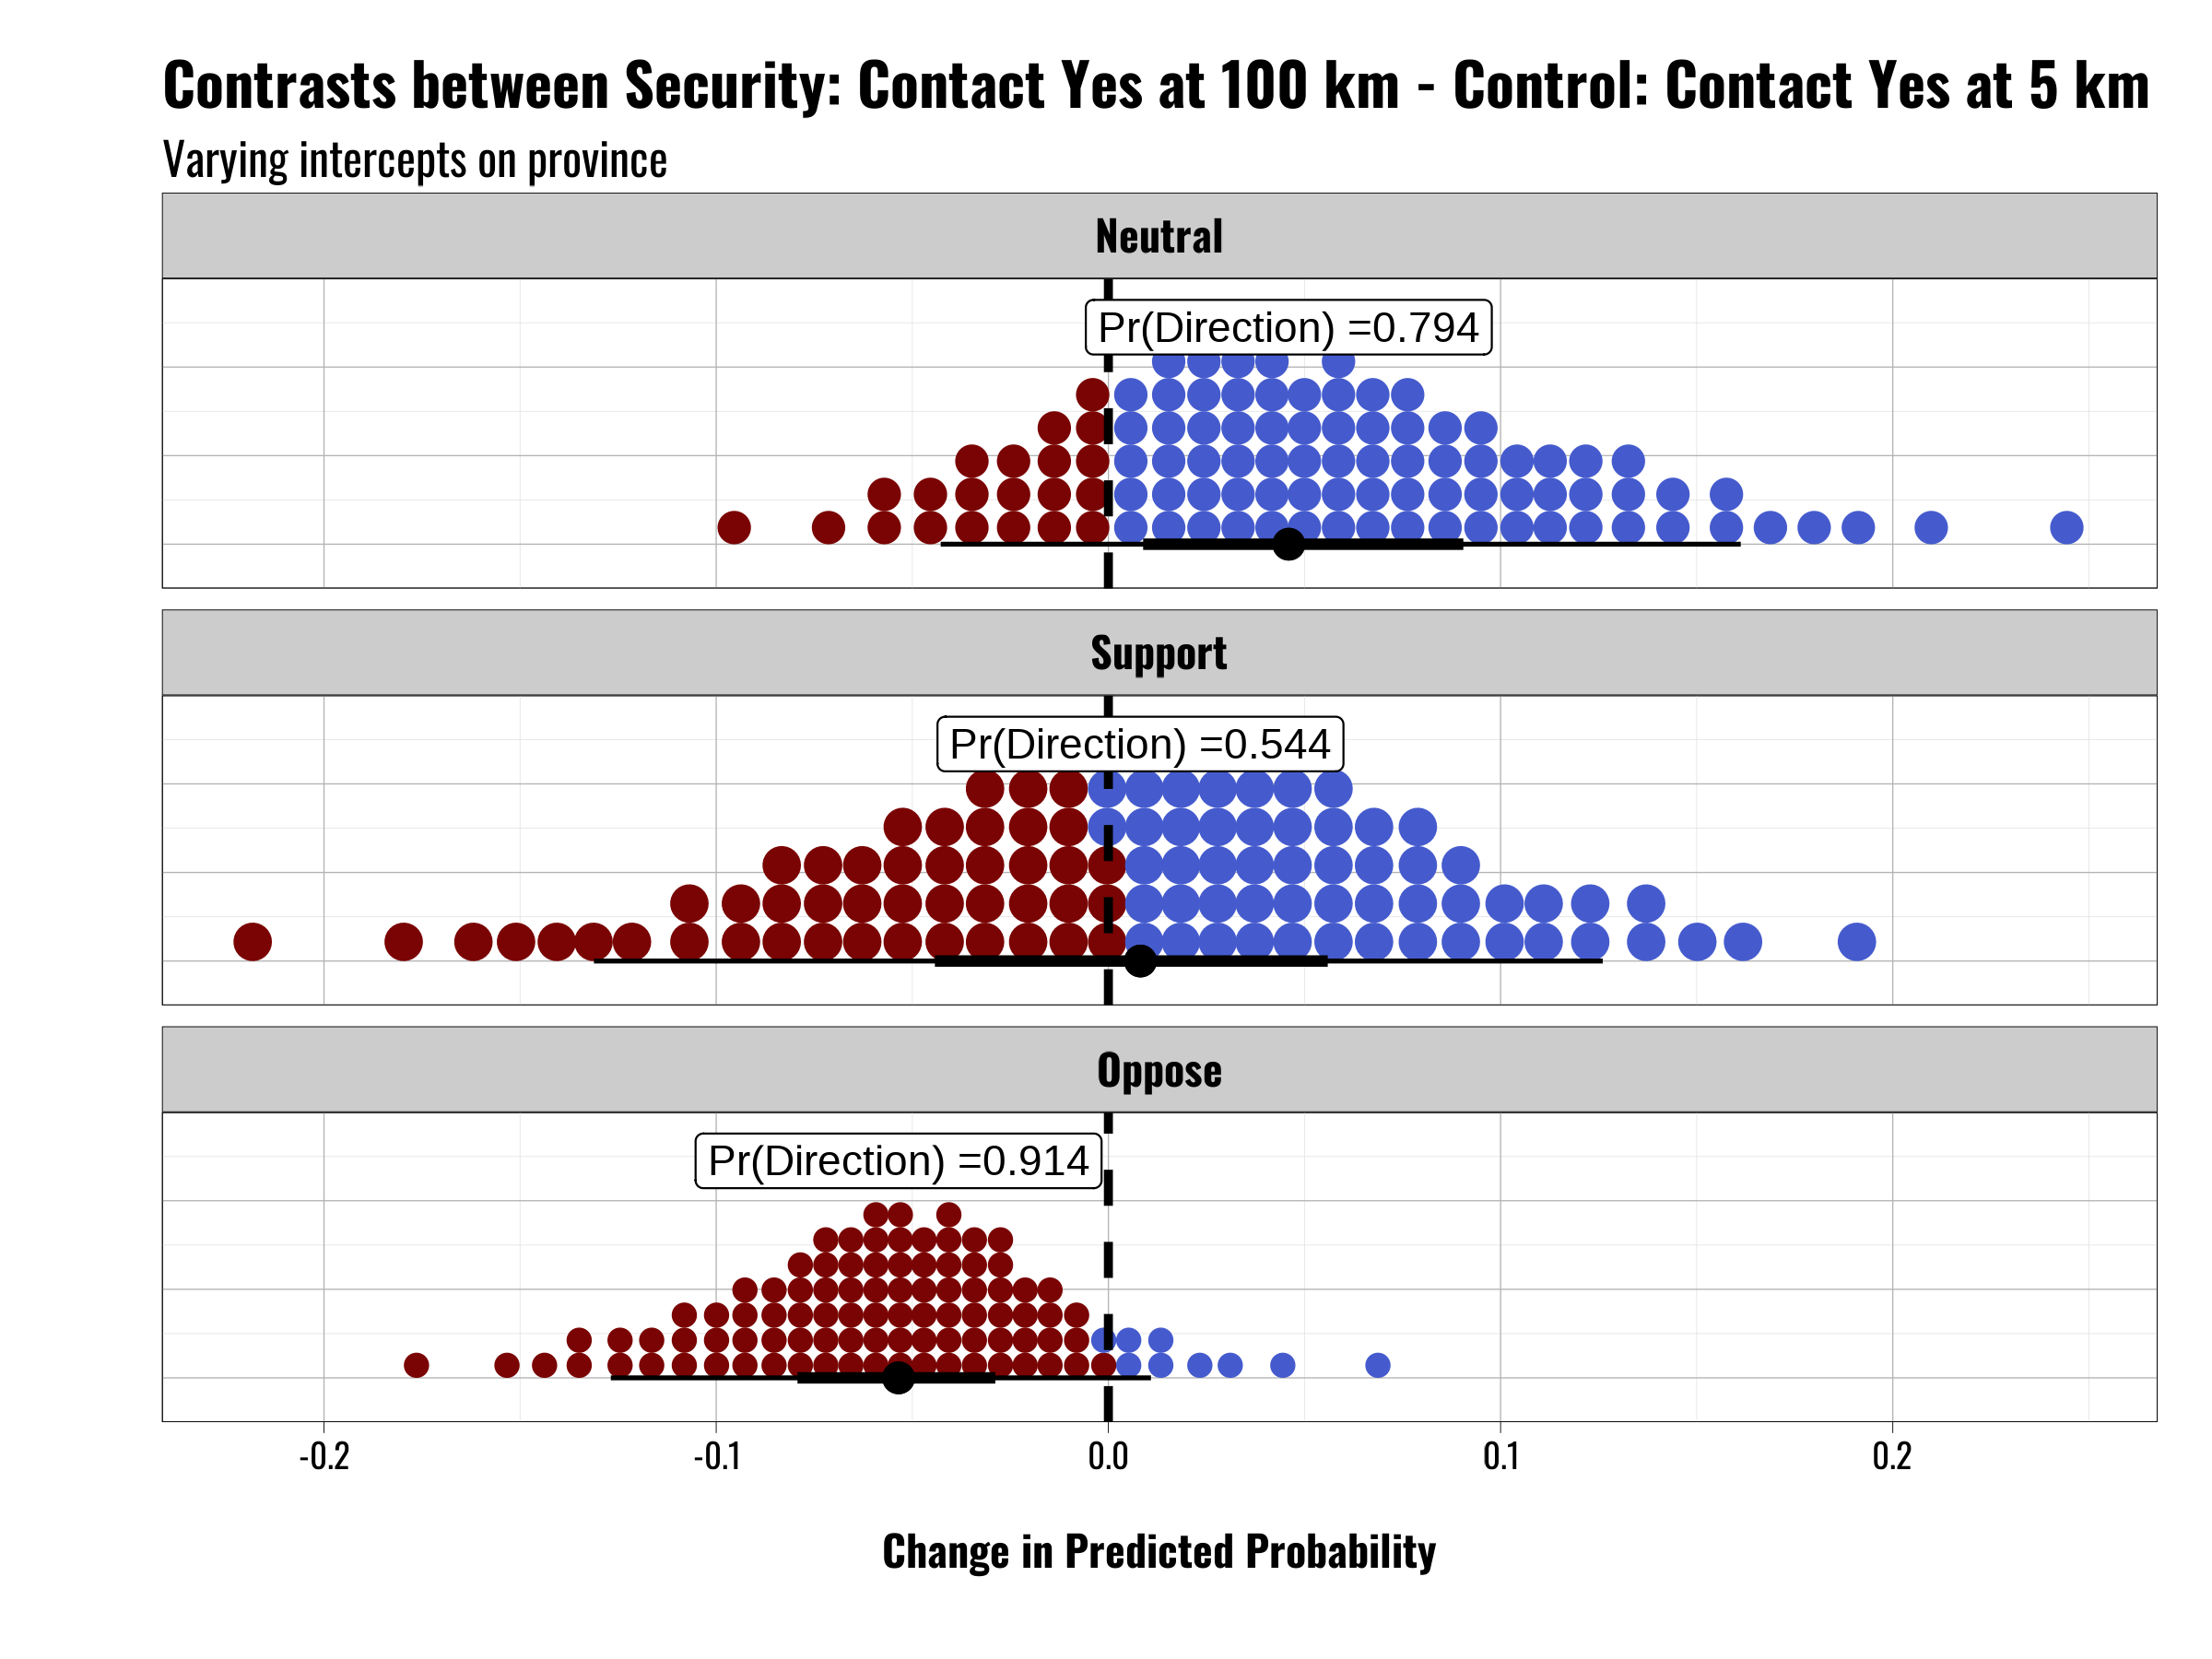 Contrasts between Security: Contact Yes at 100 km - Control: Contact Yes at 5 km
Varying intercepts on province
Neutral
Pr(Direction) =0.794
Support
Pr(Direction) =0.544
Oppose
Pr(Direction) =0.914
-0.2 -0.1 0.0 0.1 0.2
Change in Predicted Probability